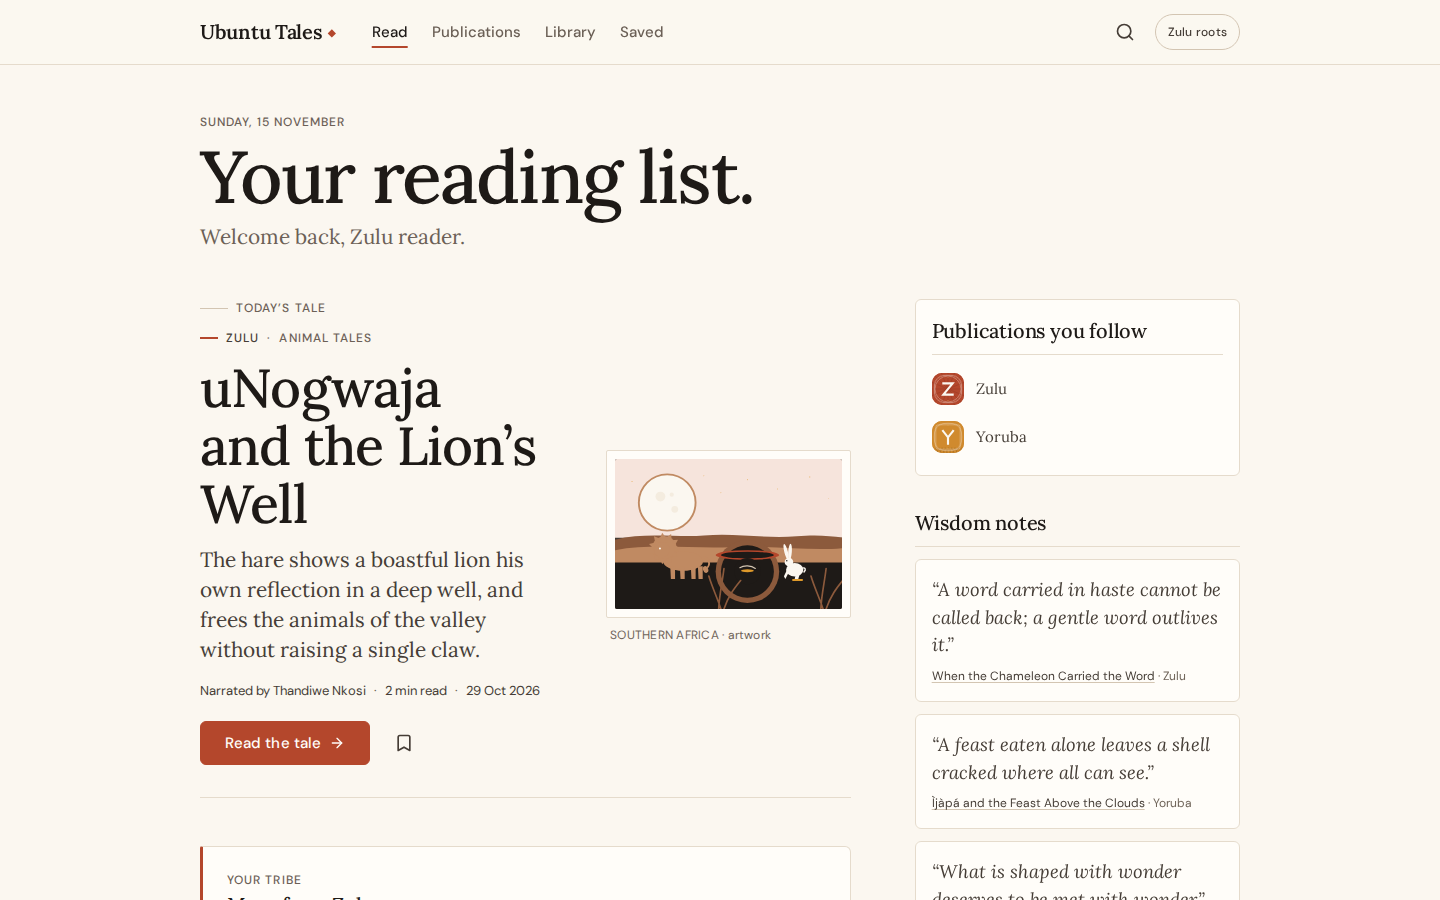 Ubuntu Tales
Read
Publications
Library
Saved
Zulu roots
SUNDAY, 15 NOVEMBER
Your reading list.
Welcome back, Zulu reader.
TODAY’S TALE
ZULU · ANIMAL TALES
uNogwaja
and the Lion’s
Well
The hare shows a boastful lion his
own reflection in a deep well, and
frees the animals of the valley
without raising a single claw.
Narrated by Thandiwe Nkosi · 2 min read · 29 Oct 2026
Read the tale →
SOUTHERN AFRICA · artwork
YOUR TRIBE
Publications you follow
Z
Zulu
Y
Yoruba
Wisdom notes
“A word carried in haste cannot be
called back; a gentle word outlives
it.”
When the Chameleon Carried the Word · Zulu
“A feast eaten alone leaves a shell
cracked where all can see.”
Ìjàpá and the Feast Above the Clouds · Yoruba
“What is shaped with wonder
deserves to be met with wonder”